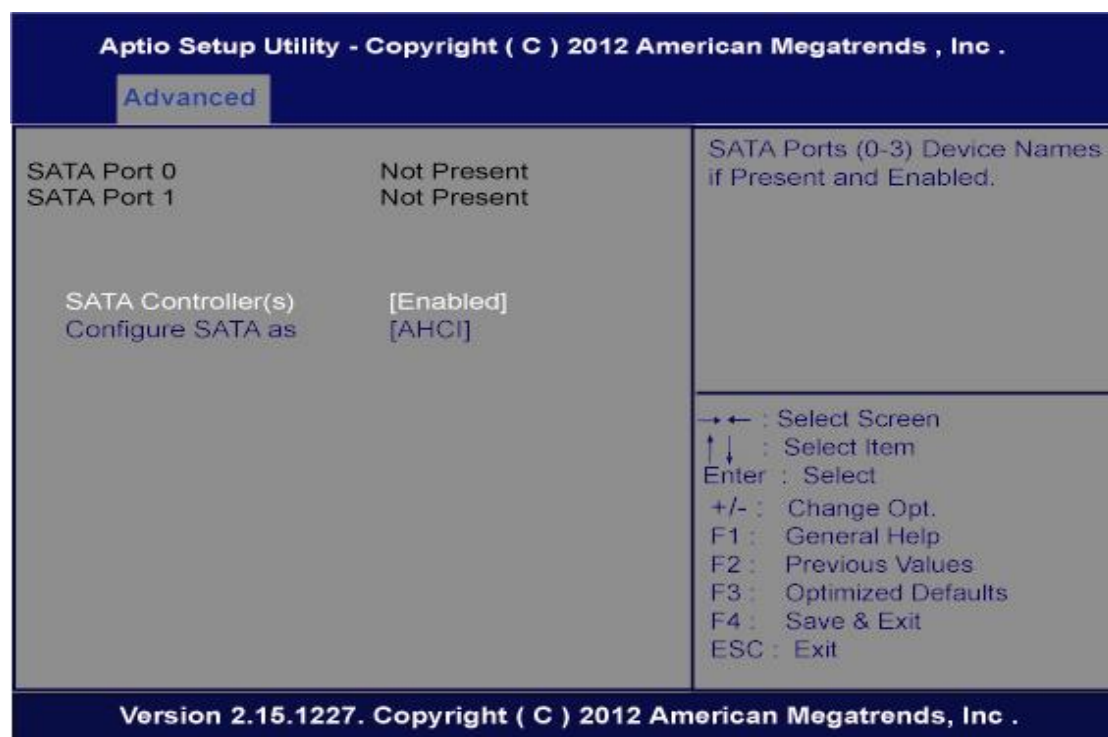 Aptio Setup Utility - Copyright ( C ) 2012 American Megatrends , Inc .
Advanced
SATA Port 0 Not Present
SATA Port 1 Not Present
SATA Controller(s) [Enabled]
Configure SATA as [AHCI]
SATA Ports (0-3) Device Names
if Present and Enabled.
→← : Select Screen
↑↓ : Select Item
Enter : Select
+/- : Change Opt.
F1 : General Help
F2 : Previous Values
F3 : Optimized Defaults
F4 : Save & Exit
ESC : Exit
Version 2.15.1227. Copyright ( C ) 2012 American Megatrends, Inc .